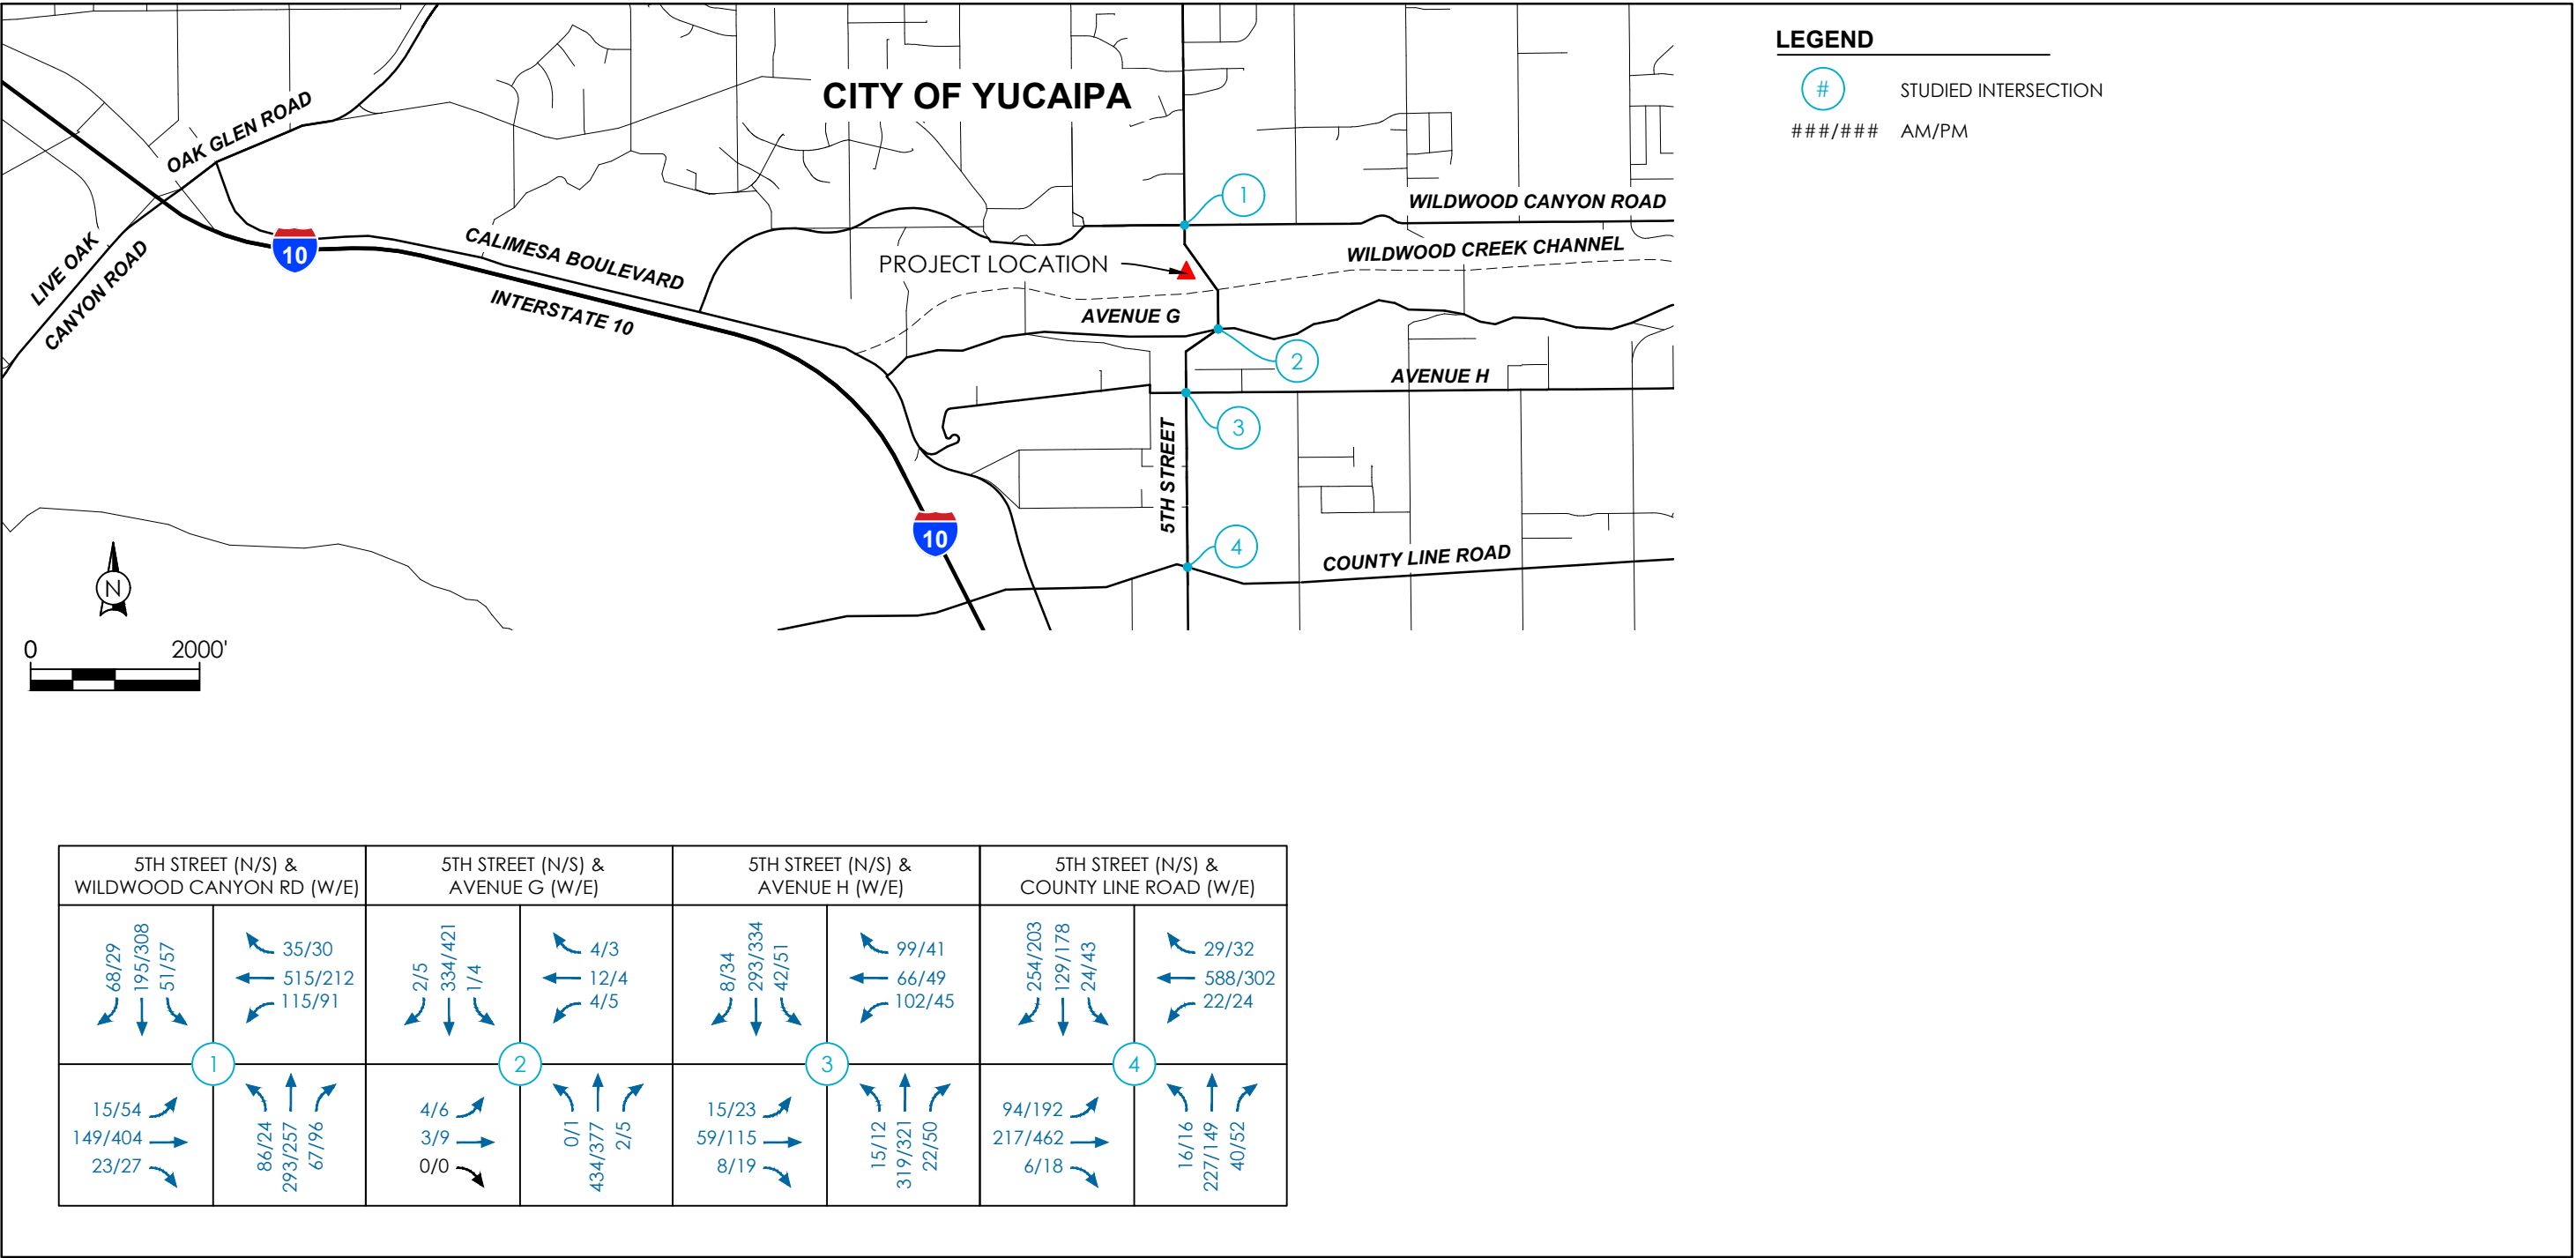 CITY OF YUCAIPA
LEGEND
# STUDIED INTERSECTION
###/### AM/PM
OAK GLEN ROAD
LIVE OAK
CANYON ROAD
10
CALIMESA BOULEVARD
INTERSTATE 10
1
WILDWOOD CANYON ROAD
WILDWOOD CREEK CHANNEL
PROJECT LOCATION
AVENUE G
2
AVENUE H
3
5TH STREET
10
4
COUNTY LINE ROAD
N
0 2000'
5TH STREET (N/S) &
WILDWOOD CANYON RD (W/E)
68/29
195/308
51/57
35/30
515/212
115/91
1
15/54
149/404
23/27
86/24
293/257
67/96
5TH STREET (N/S) &
AVENUE G (W/E)
2/5
334/421
1/4
4/3
12/4
4/5
2
4/6
3/9
0/0
0/1
434/377
2/5
5TH STREET (N/S) &
AVENUE H (W/E)
8/34
293/334
42/51
99/41
66/49
102/45
3
15/23
59/115
8/19
15/12
319/321
22/50
5TH STREET (N/S) &
COUNTY LINE ROAD (W/E)
254/203
129/178
24/43
29/32
588/302
22/24
4
94/192
217/462
6/18
16/16
227/149
40/52